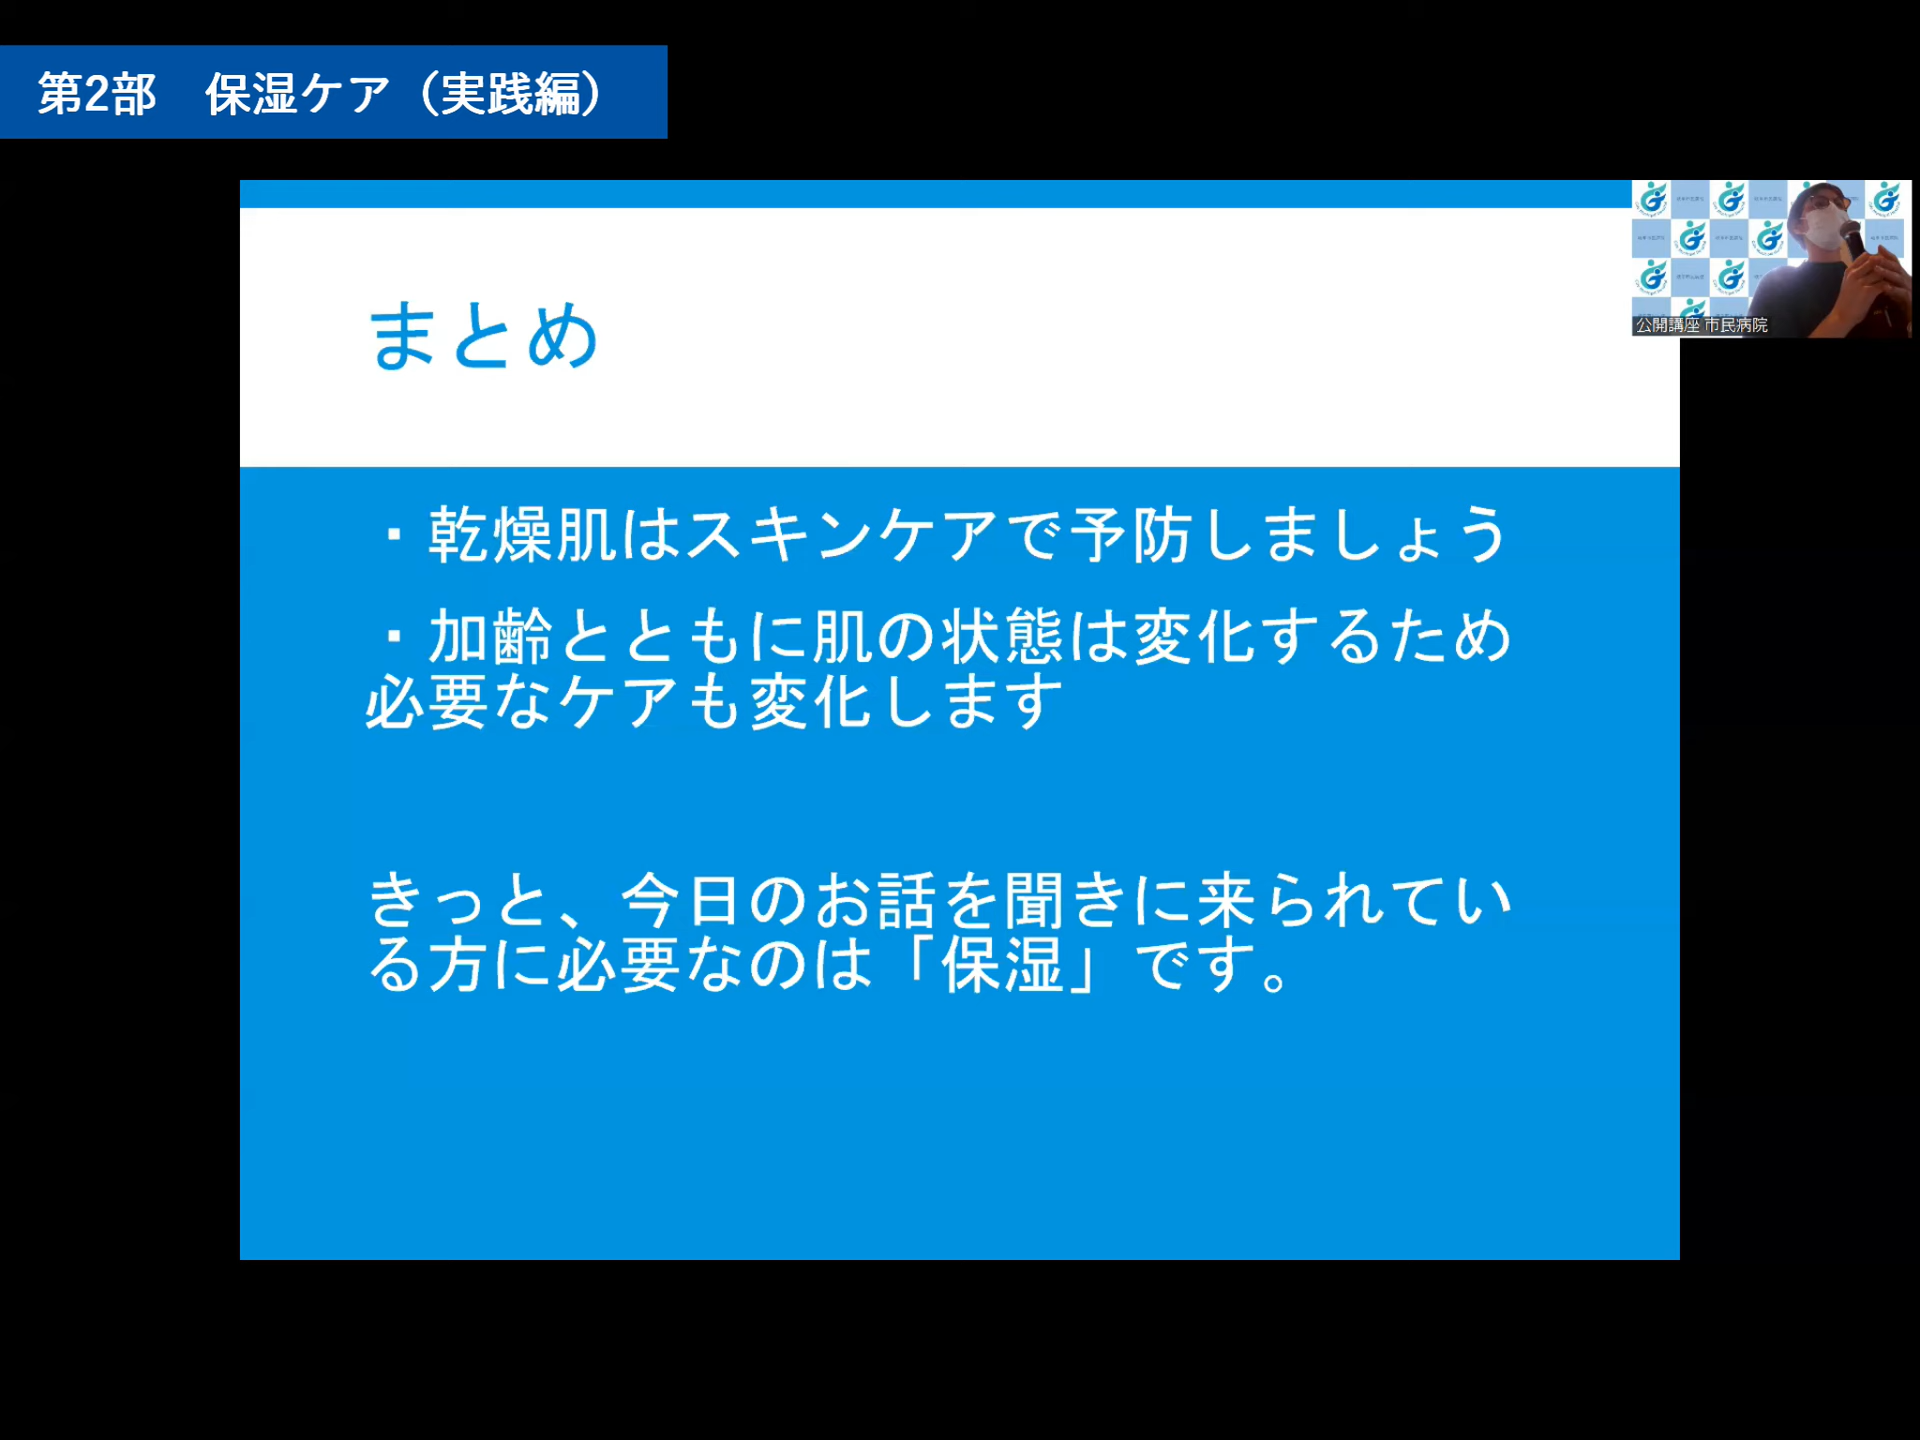 第2部　保湿ケア（実践編）
まとめ
・乾燥肌はスキンケアで予防しましょう
・加齢とともに肌の状態は変化するため
必要なケアも変化します
きっと、今日のお話を聞きに来られてい
る方に必要なのは「保湿」です。
公開講座 市民病院